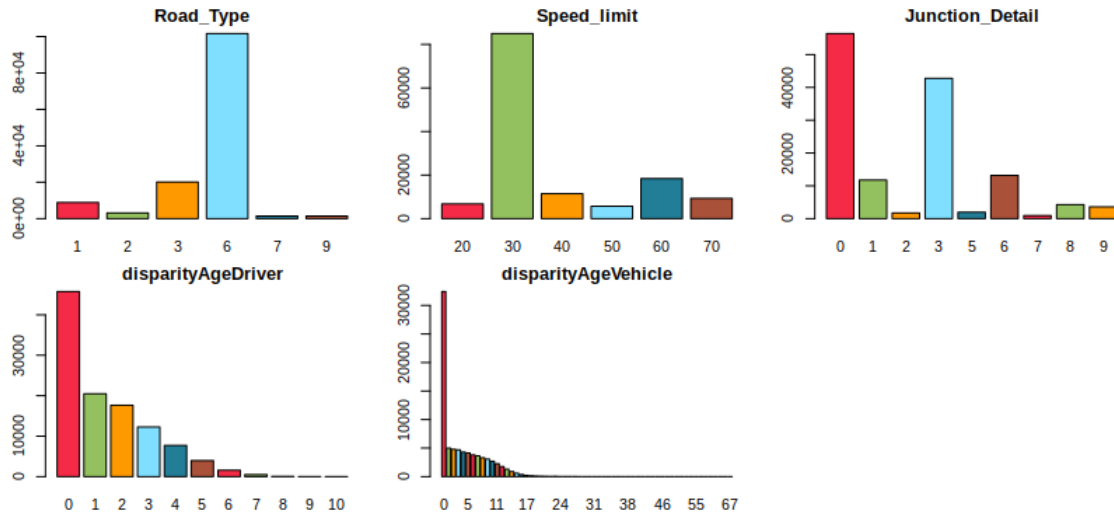 Road_Type
0e+00 4e+04 8e+04
1 2 3 6 7 9
Speed_limit
0 20000 60000
20 30 40 50 60 70
Junction_Detail
0 20000 40000
0 1 2 3 5 6 7 8 9
disparityAgeDriver
0 10000 30000
0 1 2 3 4 5 6 7 8 9 10
disparityAgeVehicle
0 5000 10000 20000 30000
0 5 11 17 24 31 38 46 55 67